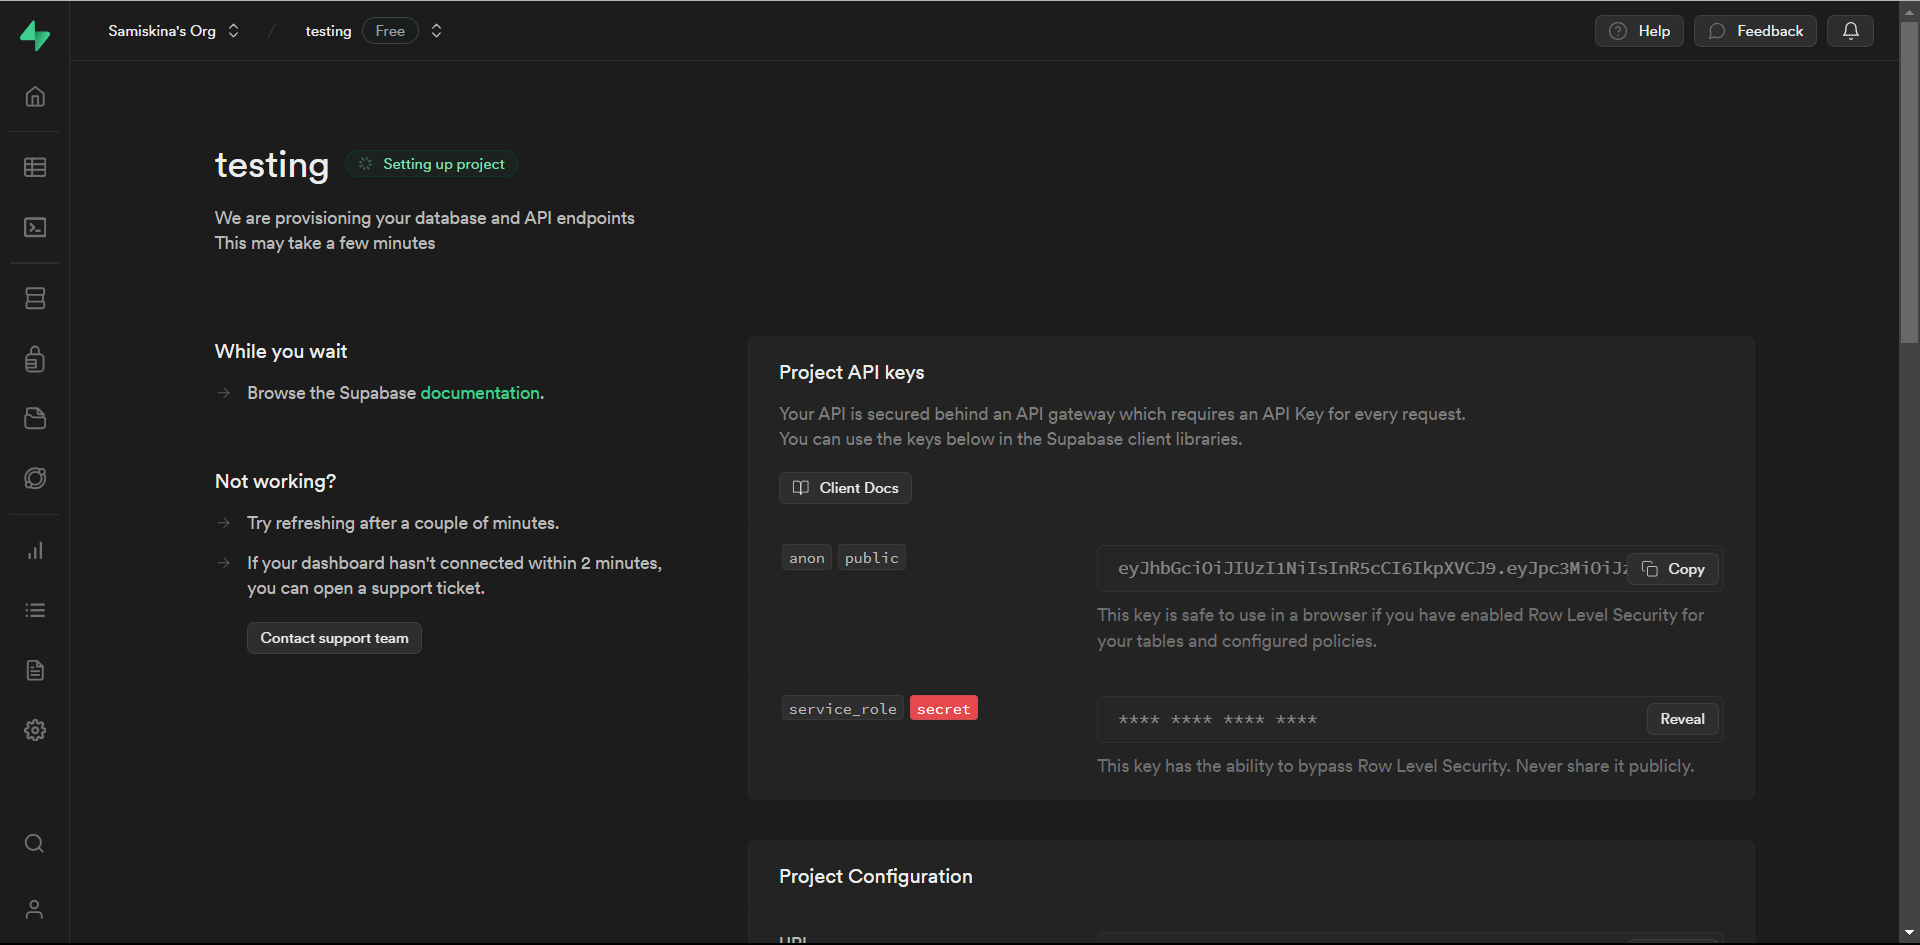 Samiskina's Org
testing
Free
Help
Feedback
testing
Setting up project
We are provisioning your database and API endpoints
This may take a few minutes
While you wait
Browse the Supabase documentation.
Not working?
Try refreshing after a couple of minutes.
If your dashboard hasn't connected within 2 minutes,
you can open a support ticket.
Contact support team
Project API keys
Your API is secured behind an API gateway which requires an API Key for every request.
You can use the keys below in the Supabase client libraries.
Client Docs
anon public
eyJhbGciOiJIUzI1NiIsInR5cCI6IkpXVCJ9.eyJpc3MiOiJz
Copy
This key is safe to use in a browser if you have enabled Row Level Security for
your tables and configured policies.
service_role secret
**** **** **** ****
Reveal
This key has the ability to bypass Row Level Security. Never share it publicly.
Project Configuration
URL